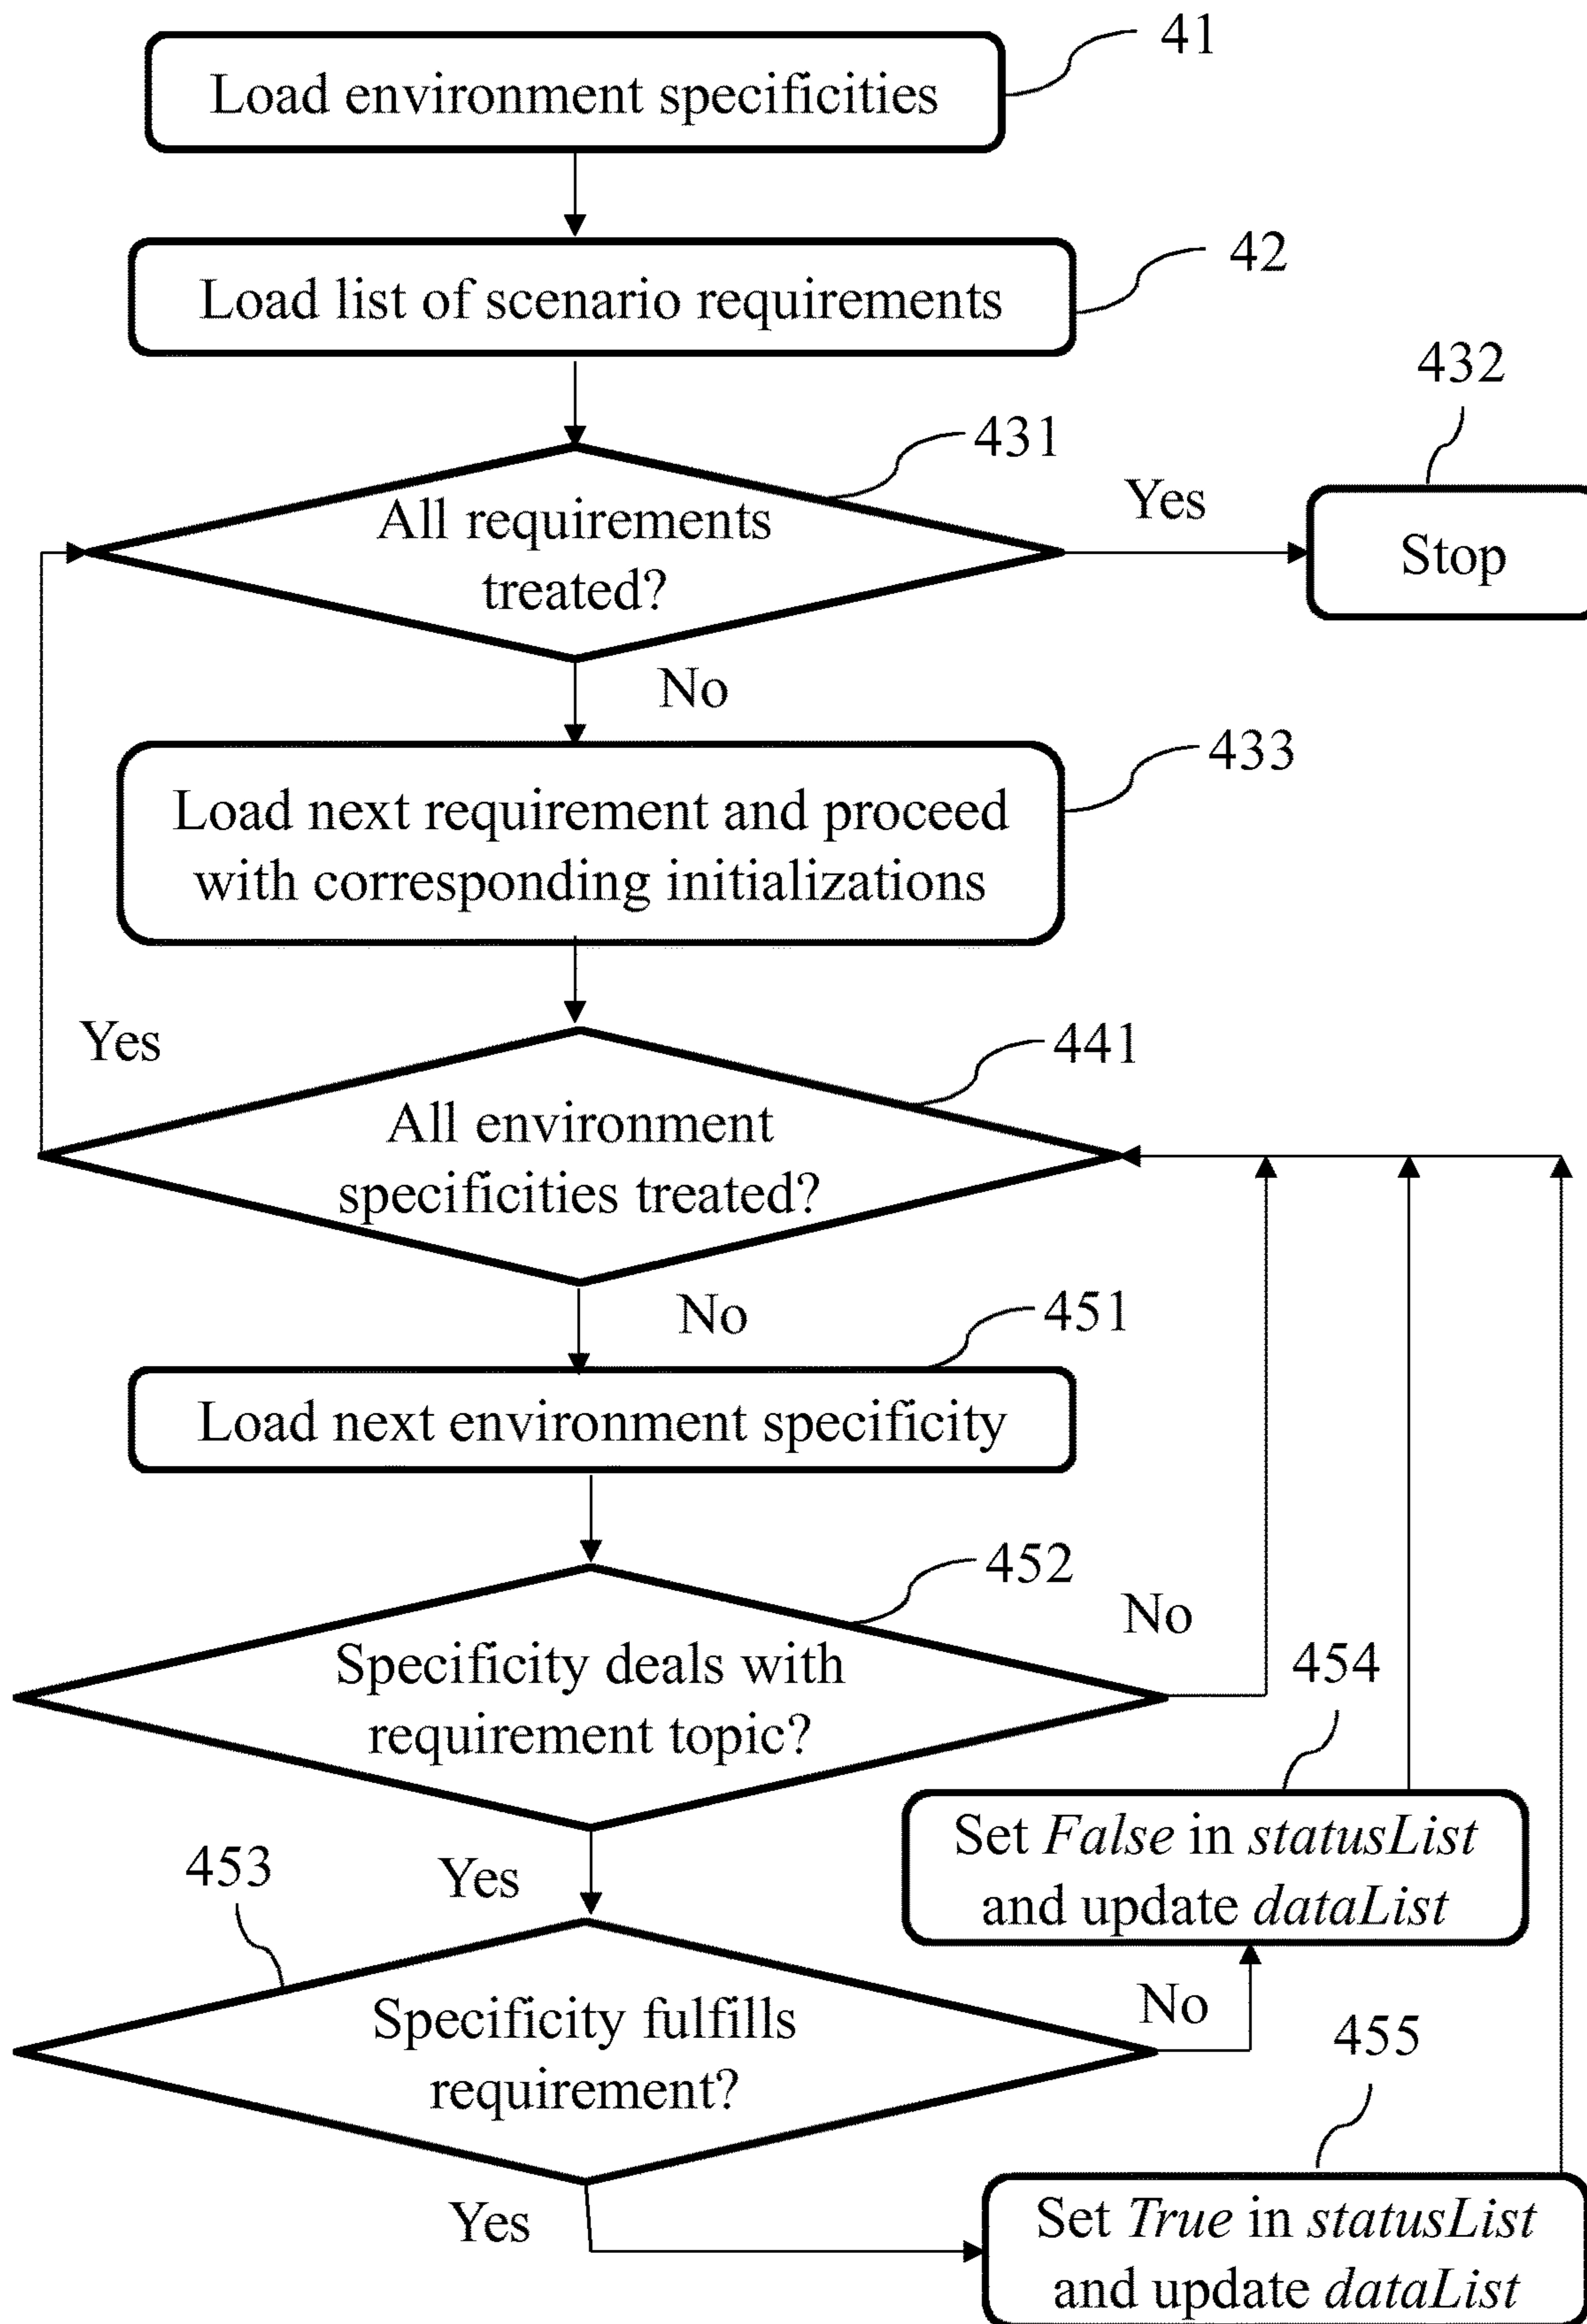 41
Load environment specificities
42
Load list of scenario requirements
432
431
Yes
All requirements
treated?
Stop
No
433
Load next requirement and proceed
with corresponding initializations
Yes
441
All environment
specificities treated?
No
451
Load next environment specificity
452
No
Specificity deals with
requirement topic?
454
Set False in statusList
and update dataList
453
Yes
Specificity fulfills
requirement?
No
455
Yes
Set True in statusList
and update dataList